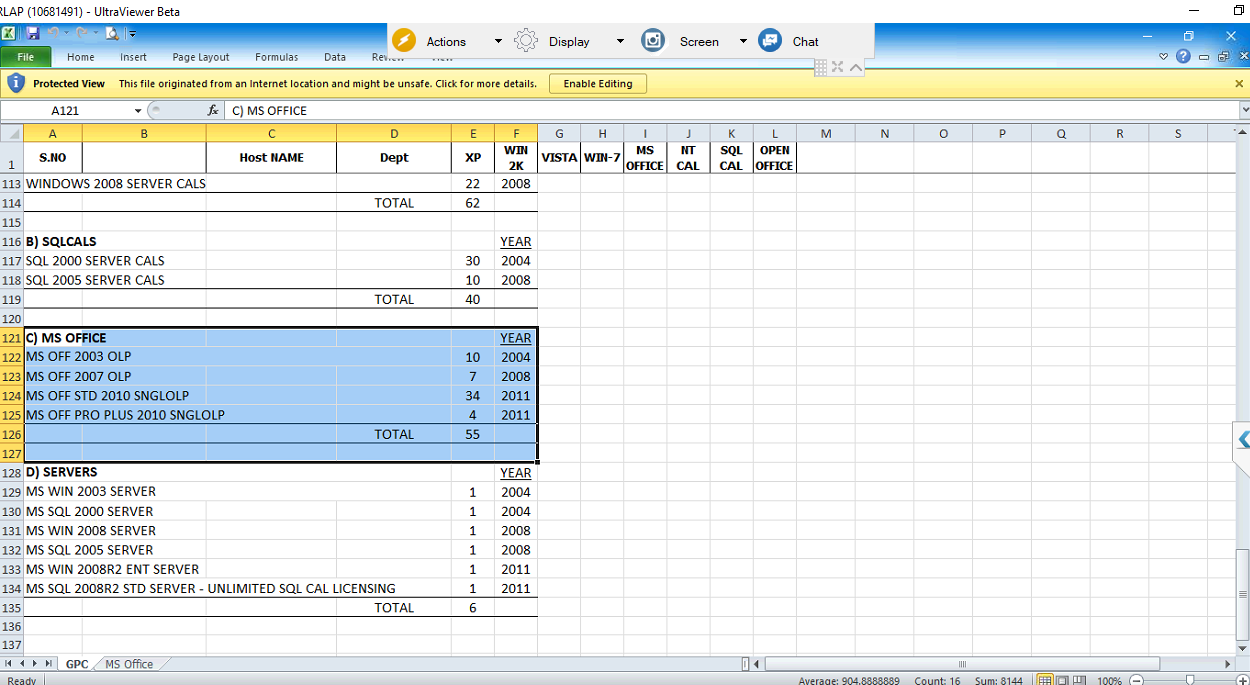 RLAP (10681491) - UltraViewer Beta
Actions Display Screen Chat
File Home Insert Page Layout Formulas Data
Protected View This file originated from an Internet location and might be unsafe. Click for more details. Enable Editing
A121 fx C) MS OFFICE
A B C D E F G H I J K L M N O P Q R S
1 S.NO Host NAME Dept XP WIN 2K VISTA WIN-7 MS OFFICE NT CAL SQL CAL OPEN OFFICE
113 WINDOWS 2008 SERVER CALS 22 2008
114 TOTAL 62
115
116 B) SQLCALS YEAR
117 SQL 2000 SERVER CALS 30 2004
118 SQL 2005 SERVER CALS 10 2008
119 TOTAL 40
120
121 C) MS OFFICE YEAR
122 MS OFF 2003 OLP 10 2004
123 MS OFF 2007 OLP 7 2008
124 MS OFF STD 2010 SNGLOLP 34 2011
125 MS OFF PRO PLUS 2010 SNGLOLP 4 2011
126 TOTAL 55
127
128 D) SERVERS YEAR
129 MS WIN 2003 SERVER 1 2004
130 MS SQL 2000 SERVER 1 2004
131 MS WIN 2008 SERVER 1 2008
132 MS SQL 2005 SERVER 1 2008
133 MS WIN 2008R2 ENT SERVER 1 2011
134 MS SQL 2008R2 STD SERVER - UNLIMITED SQL CAL LICENSING 1 2011
135 TOTAL 6
136
137
GPC MS Office
Ready Average: 904.8888889 Count: 16 Sum: 8144 100%